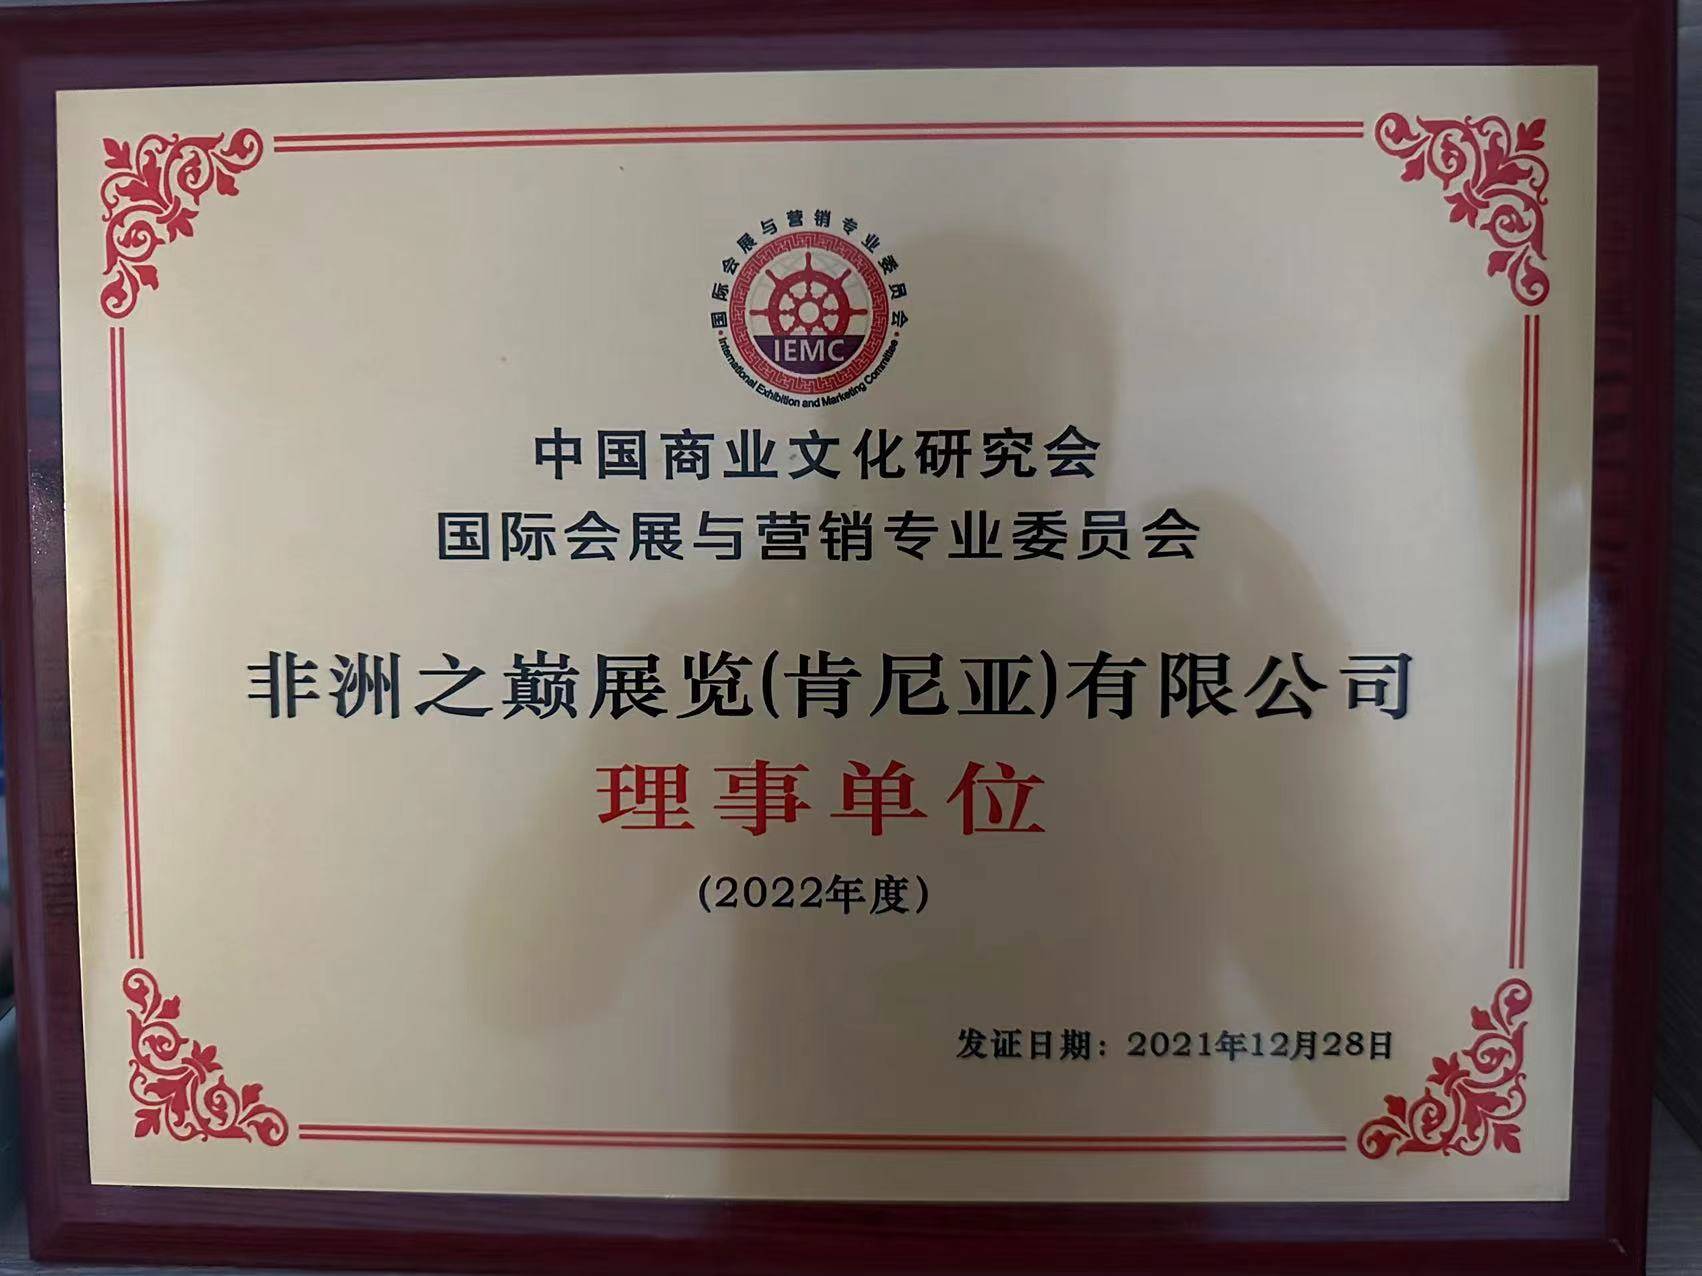 国际会展与营销专业委员会
IEMC
International Exhibition and Marketing Committee
中国商业文化研究会
国际会展与营销专业委员会
非洲之巅展览(肯尼亚)有限公司
理事单位
(2022年度)
发证日期：2021年12月28日